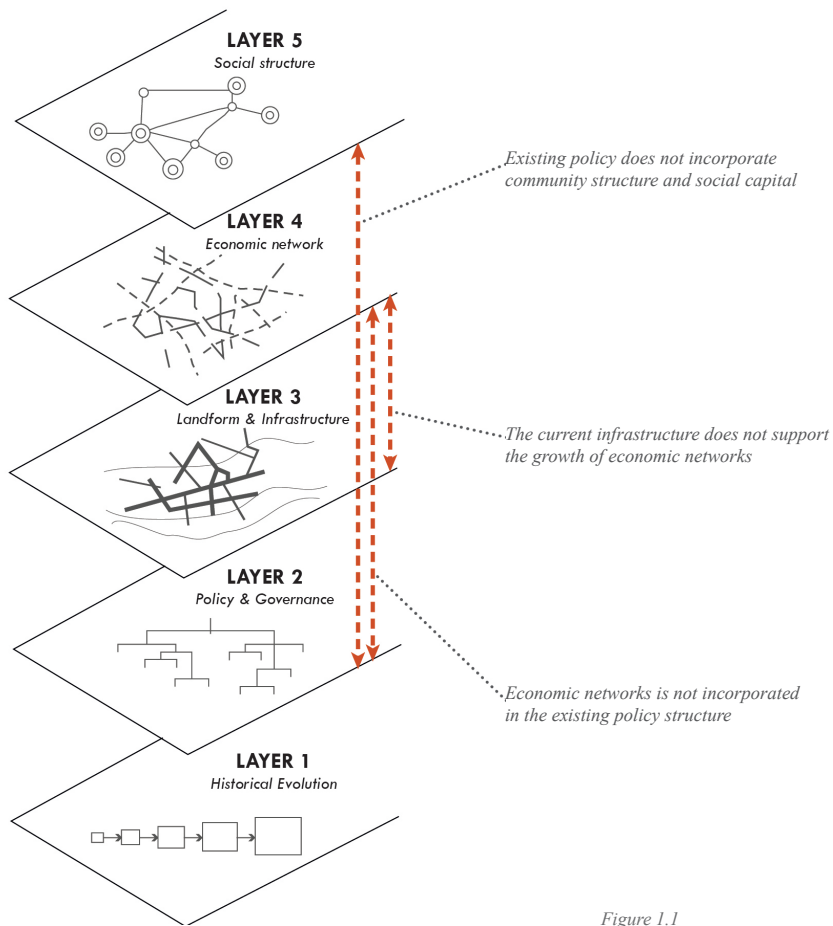 LAYER 5
Social structure
Existing policy does not incorporate
community structure and social capital
LAYER 4
Economic network
LAYER 3
Landform & Infrastructure
The current infrastructure does not support
the growth of economic networks
LAYER 2
Policy & Governance
Economic networks is not incorporated
in the existing policy structure
LAYER 1
Historical Evolution
Figure 1.1